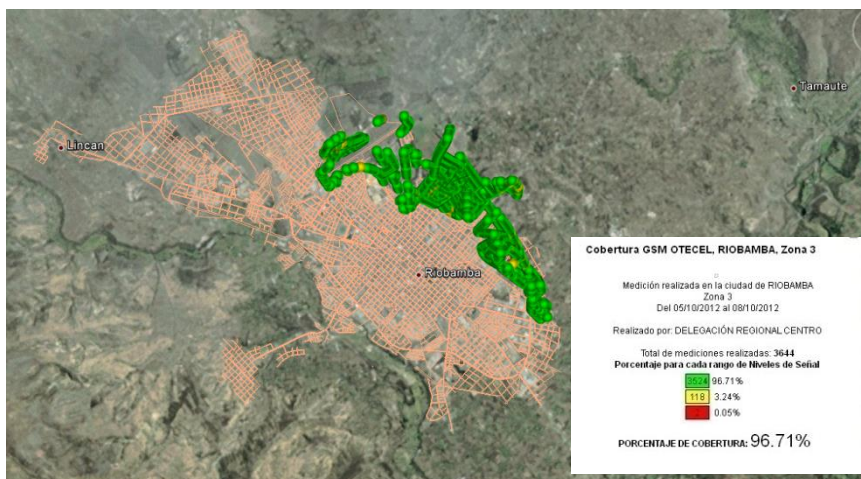 Tamaute
Lincan
Riobamba
Cobertura GSM OTECEL, RIOBAMBA, Zona 3
Medición realizada en la ciudad de RIOBAMBA
Zona 3
Del 05/10/2012 al 08/10/2012
Realizado por: DELEGACIÓN REGIONAL CENTRO
Total de mediciones realizadas: 3644
Porcentaje para cada rango de Niveles de Señal
3524 96.71%
118 3.24%
0.05%
PORCENTAJE DE COBERTURA: 96.71%